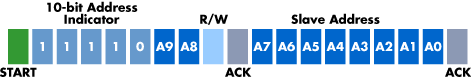 10-bit Address
Indicator
R/W
Slave Address
1 1 1 1 0 A9 A8 A7 A6 A5 A4 A3 A2 A1 A0
START ACK ACK